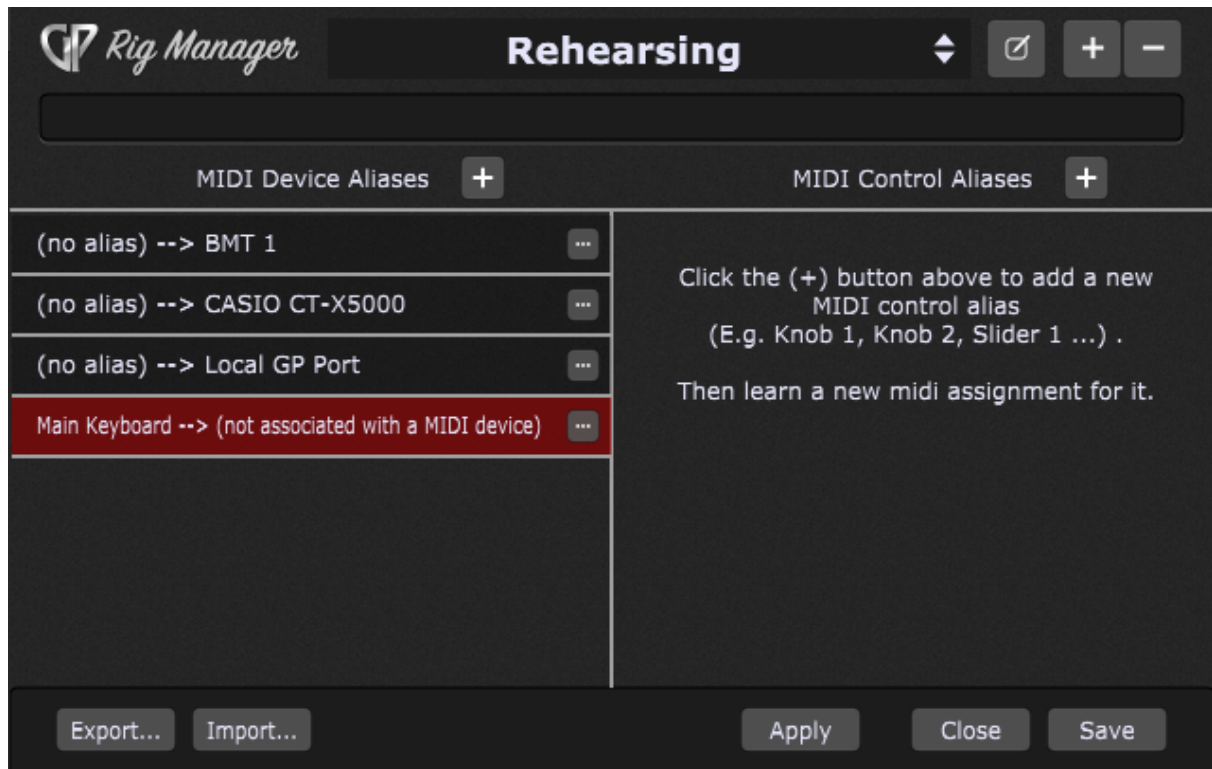 GP Rig Manager
Rehearsing
+
−
MIDI Device Aliases +
MIDI Control Aliases +
(no alias) --> BMT 1 ...
(no alias) --> CASIO CT-X5000 ...
(no alias) --> Local GP Port ...
Main Keyboard --> (not associated with a MIDI device) ...
Click the (+) button above to add a new
MIDI control alias
(E.g. Knob 1, Knob 2, Slider 1 ...) .
Then learn a new midi assignment for it.
Export...
Import...
Apply
Close
Save